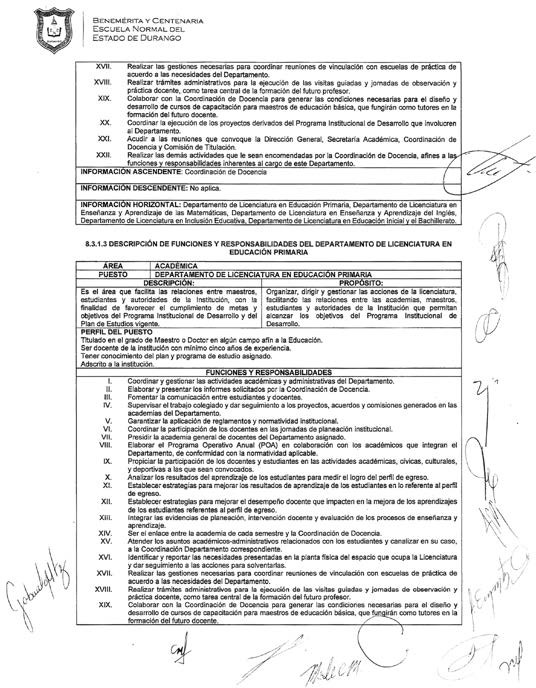 BENEMÉRITA Y CENTENARIA
ESCUELA NORMAL DEL
ESTADO DE DURANGO
XVII. Realizar las gestiones necesarias para coordinar reuniones de vinculación con escuelas de práctica de
acuerdo a las necesidades del Departamento.
XVIII. Realizar trámites administrativos para la ejecución de las visitas guiadas y jornadas de observación y
práctica docente, como tarea central de la formación del futuro profesor.
XIX. Colaborar con la Coordinación de Docencia para generar las condiciones necesarias para el diseño y
desarrollo de cursos de capacitación para maestros de educación básica, que fungirán como tutores en la
formación del futuro docente.
XX. Coordinar la ejecución de los proyectos derivados del Programa Institucional de Desarrollo que involucren
al Departamento.
XXI. Acudir a las reuniones que convoque la Dirección General, Secretaría Académica, Coordinación de
Docencia y Comisión de Titulación.
XXII. Realizar las demás actividades que le sean encomendadas por la Coordinación de Docencia, afines a las
funciones y responsabilidades inherentes al cargo de este Departamento.
INFORMACIÓN ASCENDENTE: Coordinación de Docencia
INFORMACIÓN DESCENDENTE: No aplica.
INFORMACIÓN HORIZONTAL: Departamento de Licenciatura en Educación Primaria, Departamento de Licenciatura en
Enseñanza y Aprendizaje de las Matemáticas, Departamento de Licenciatura en Enseñanza y Aprendizaje del Inglés,
Departamento de Licenciatura en Inclusión Educativa, Departamento de Licenciatura en Educación Inicial y el Bachillerato.
8.3.1.3 DESCRIPCIÓN DE FUNCIONES Y RESPONSABILIDADES DEL DEPARTAMENTO DE LICENCIATURA EN
EDUCACIÓN PRIMARIA
ÁREA ACADÉMICA
PUESTO DEPARTAMENTO DE LICENCIATURA EN EDUCACIÓN PRIMARIA
DESCRIPCIÓN: PROPÓSITO:
Es el área que facilita las relaciones entre maestros,
estudiantes y autoridades de la Institución, con la
finalidad de favorecer el cumplimiento de metas y
objetivos del Programa Institucional de Desarrollo y del
Plan de Estudios vigente.
Organizar, dirigir y gestionar las acciones de la licenciatura,
facilitando las relaciones entre las academias, maestros,
estudiantes y autoridades de la Institución que permitan
alcanzar los objetivos del Programa Institucional de
Desarrollo.
PERFIL DEL PUESTO
Titulado en el grado de Maestro o Doctor en algún campo afín a la Educación.
Ser docente de la institución con mínimo cinco años de experiencia.
Tener conocimiento del plan y programa de estudio asignado.
Adscrito a la institución.
FUNCIONES Y RESPONSABILIDADES
I. Coordinar y gestionar las actividades académicas y administrativas del Departamento.
II. Elaborar y presentar los informes solicitados por la Coordinación de Docencia.
III. Fomentar la comunicación entre estudiantes y docentes.
IV. Supervisar el trabajo colegiado y dar seguimiento a los proyectos, acuerdos y comisiones generados en las
academias del Departamento.
V. Garantizar la aplicación de reglamentos y normatividad institucional.
VI. Coordinar la participación de los docentes en las jornadas de planeación institucional.
VII. Presidir la academia general de docentes del Departamento asignado.
VIII. Elaborar el Programa Operativo Anual (POA) en colaboración con los académicos que integran el
Departamento, de conformidad con la normatividad aplicable.
IX. Propiciar la participación de los docentes y estudiantes en las actividades académicas, cívicas, culturales,
y deportivas a las que sean convocados.
X. Analizar los resultados del aprendizaje de los estudiantes para medir el logro del perfil de egreso.
XI. Establecer estrategias para mejorar los resultados de aprendizaje de los estudiantes en lo referente al perfil
de egreso.
XII. Establecer estrategias para mejorar el desempeño docente que impacten en la mejora de los aprendizajes
de los estudiantes referentes al perfil de egreso.
XIII. Integrar las evidencias de planeación, intervención docente y evaluación de los procesos de enseñanza y
aprendizaje.
XIV. Ser el enlace entre la academia de cada semestre y la Coordinación de Docencia.
XV. Atender los asuntos académicos-administrativos relacionados con los estudiantes y canalizar en su caso,
a la Coordinación Departamento correspondiente.
XVI. Identificar y reportar las necesidades presentadas en la planta física del espacio que ocupa la Licenciatura
y dar seguimiento a las acciones para solventarlas.
XVII. Realizar las gestiones necesarias para coordinar reuniones de vinculación con escuelas de práctica de
acuerdo a las necesidades del Departamento.
XVIII. Realizar trámites administrativos para la ejecución de las visitas guiadas y jornadas de observación y
práctica docente, como tarea central de la formación del futuro profesor.
XIX. Colaborar con la Coordinación de Docencia para generar las condiciones necesarias para el diseño y
desarrollo de cursos de capacitación para maestros de educación básica, que fungirán como tutores en la
formación del futuro docente.